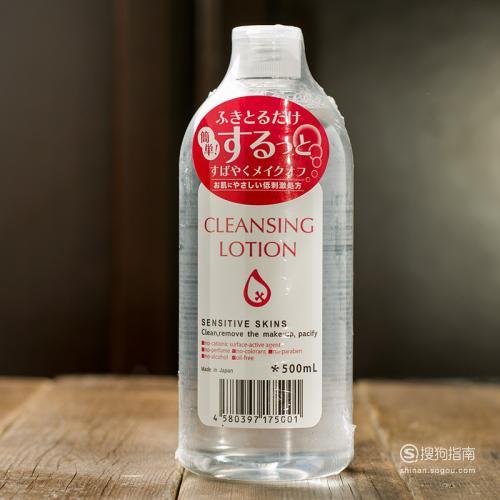 ふきとるだけ
簡単!
するっと
すばやくメイクオフ
お肌にやさしい低刺激処方
CLEANSING
LOTION
SENSITIVE SKINS
Clean,remove the make-up, pacify
■no-cationic surface-active agent
■no-perfume ■no-colorant ■no-paraben
■no-alcohol ■oil-free
Made in Japan
*500mL
4 580397 175001
搜狗指南
shinan.sogou.com